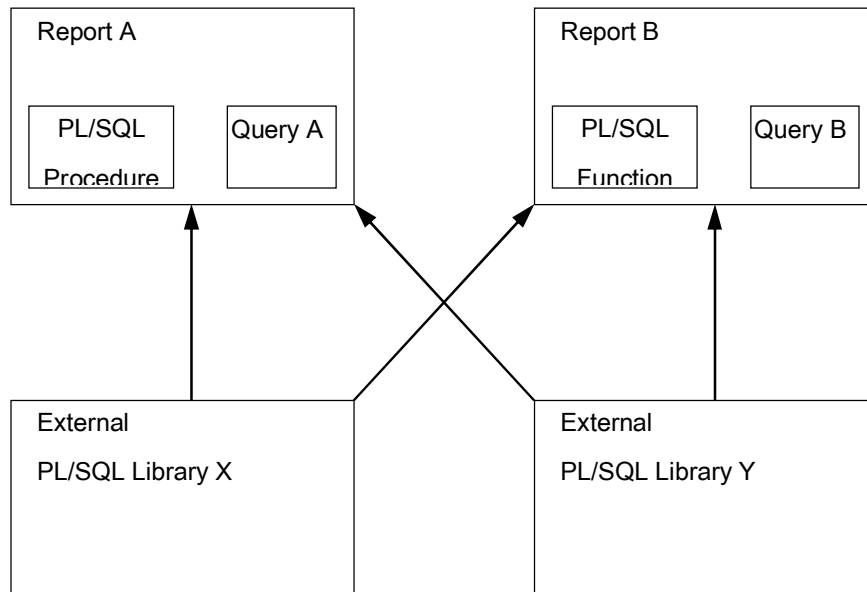 Report A
PL/SQL
Procedure
Query A
Report B
PL/SQL
Function
Query B
External
PL/SQL Library X
External
PL/SQL Library Y